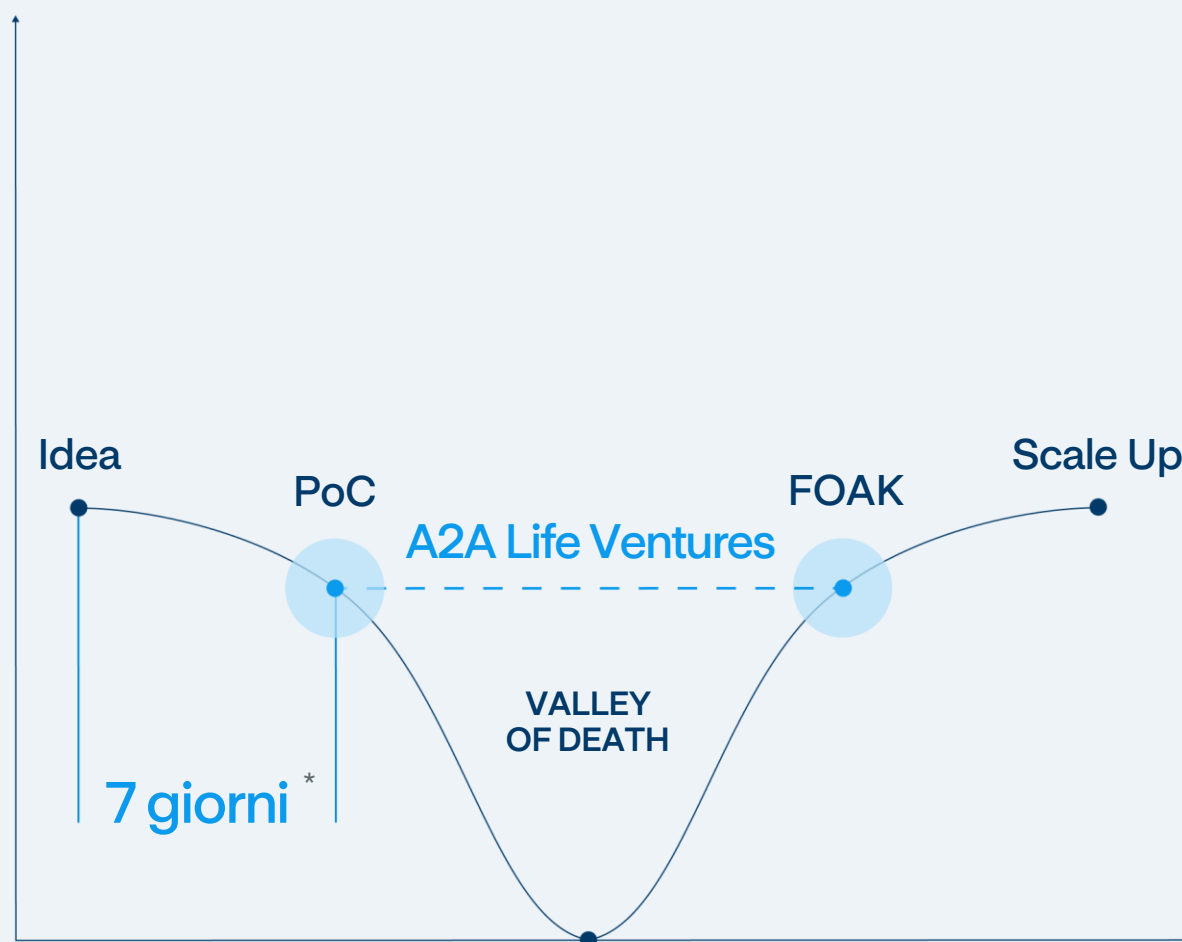 Idea
Scale Up
PoC
FOAK
A2A Life Ventures
VALLEY
OF DEATH
7 giorni *